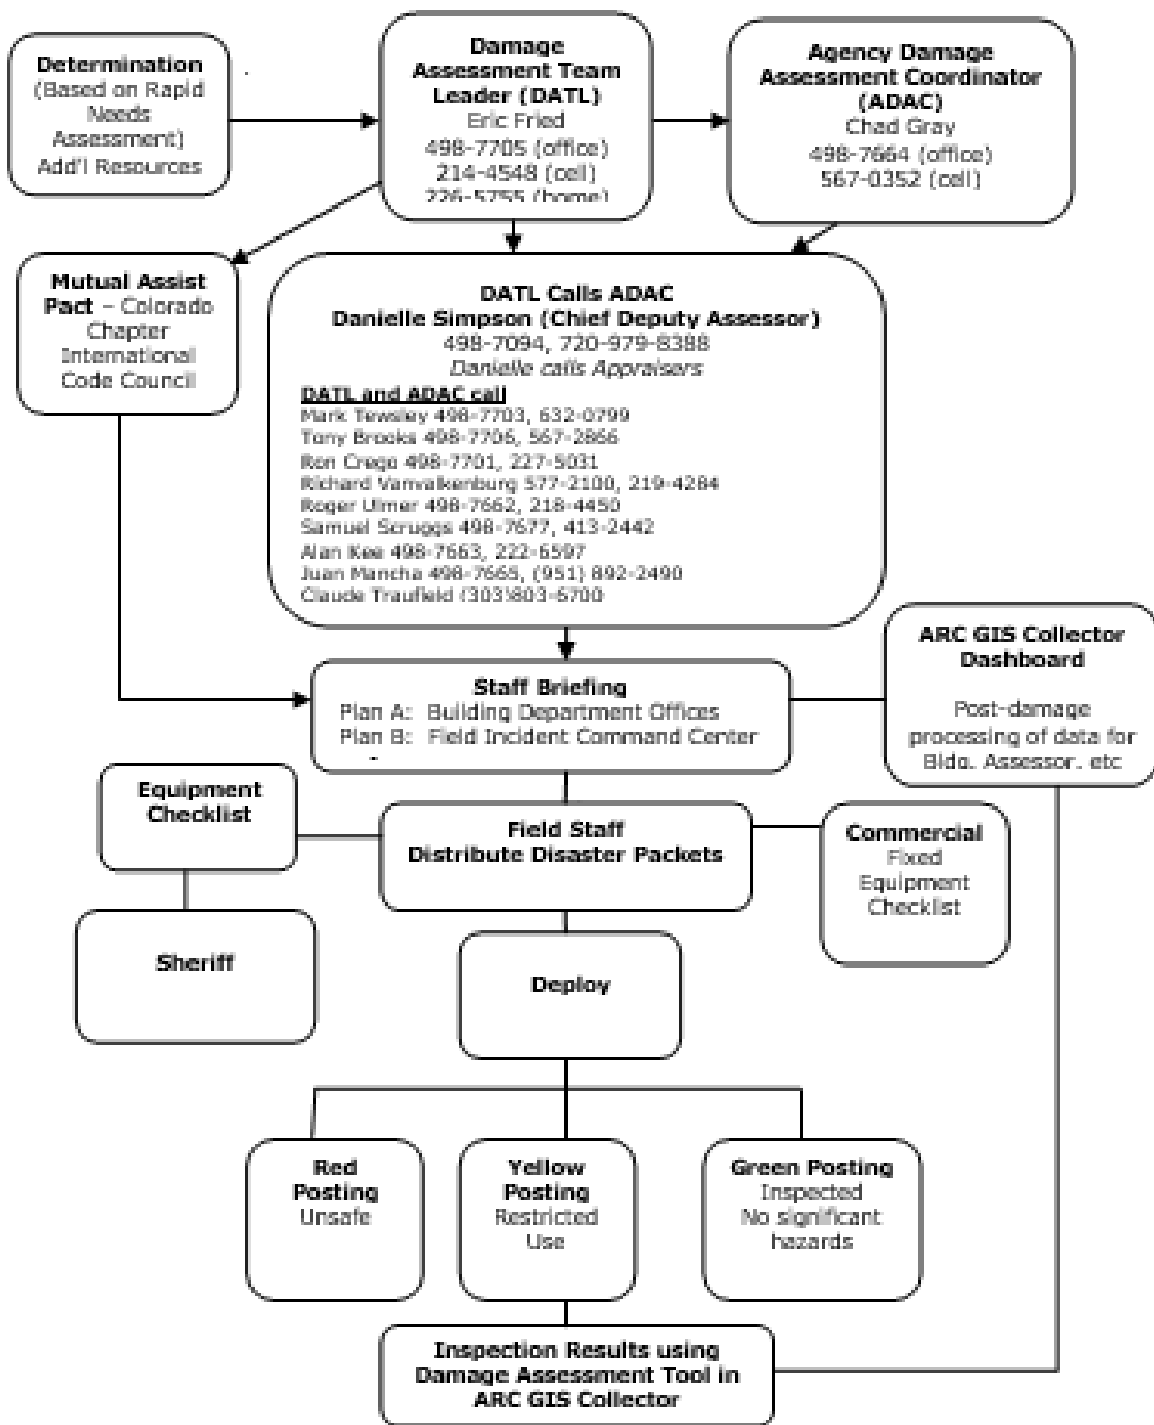 Determination
(Based on Rapid
Needs
Assessment)
Add'l Resources
Damage
Assessment Team
Leader (DATL)
Eric Fried
498-7705 (office)
214-4548 (cell)
226-5755 (home)
Agency Damage
Assessment Coordinator
(ADAC)
Chad Gray
498-7664 (office)
567-0352 (cell)
Mutual Assist
Pact – Colorado
Chapter
International
Code Council
DATL Calls ADAC
Danielle Simpson (Chief Deputy Assessor)
498-7094, 720-979-8388
Danielle calls Appraisers
DATL and ADAC call
Mark Tewsley 498-7703, 632-0799
Tony Brooks 498-7706, 567-2866
Ron Crego 498-7701, 227-5031
Richard Vanvalkenburg 577-2100, 219-4284
Roger Ulmer 498-7662, 218-4450
Samuel Scruggs 498-7677, 413-2442
Alan Kee 498-7663, 222-6597
Juan Mancha 498-7665, (951) 892-2490
Claude Traufield (303)803-6700
Staff Briefing
Plan A: Building Department Offices
Plan B: Field Incident Command Center
ARC GIS Collector
Dashboard
Post-damage
processing of data for
Bldg. Assessor, etc
Equipment
Checklist
Field Staff
Distribute Disaster Packets
Commercial
Fixed
Equipment
Checklist
Sheriff
Deploy
Red
Posting
Unsafe
Yellow
Posting
Restricted
Use
Green Posting
Inspected
No significant
hazards
Inspection Results using
Damage Assessment Tool in
ARC GIS Collector